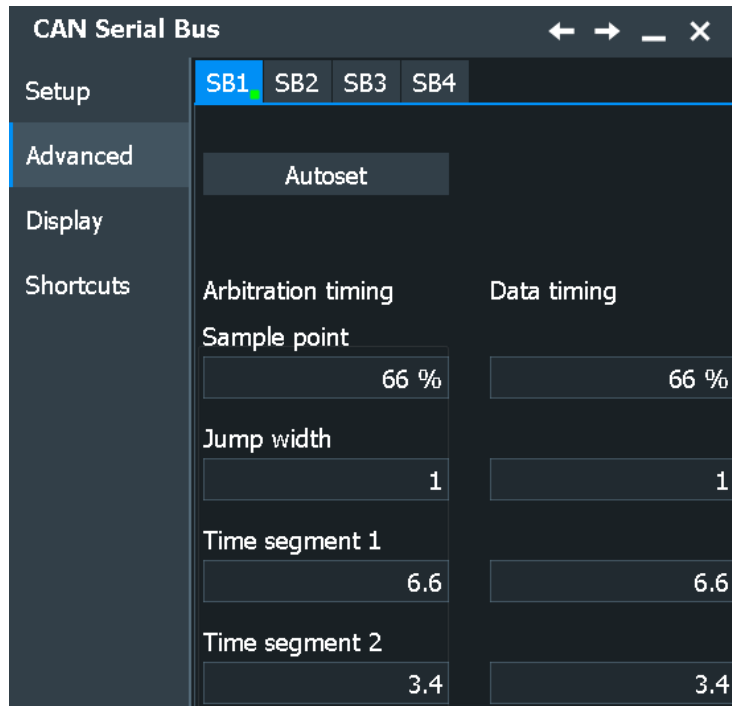 CAN Serial Bus
Setup
Advanced
Display
Shortcuts
SB1 SB2 SB3 SB4
Autoset
Arbitration timing Data timing
Sample point
66 % 66 %
Jump width
1 1
Time segment 1
6.6 6.6
Time segment 2
3.4 3.4